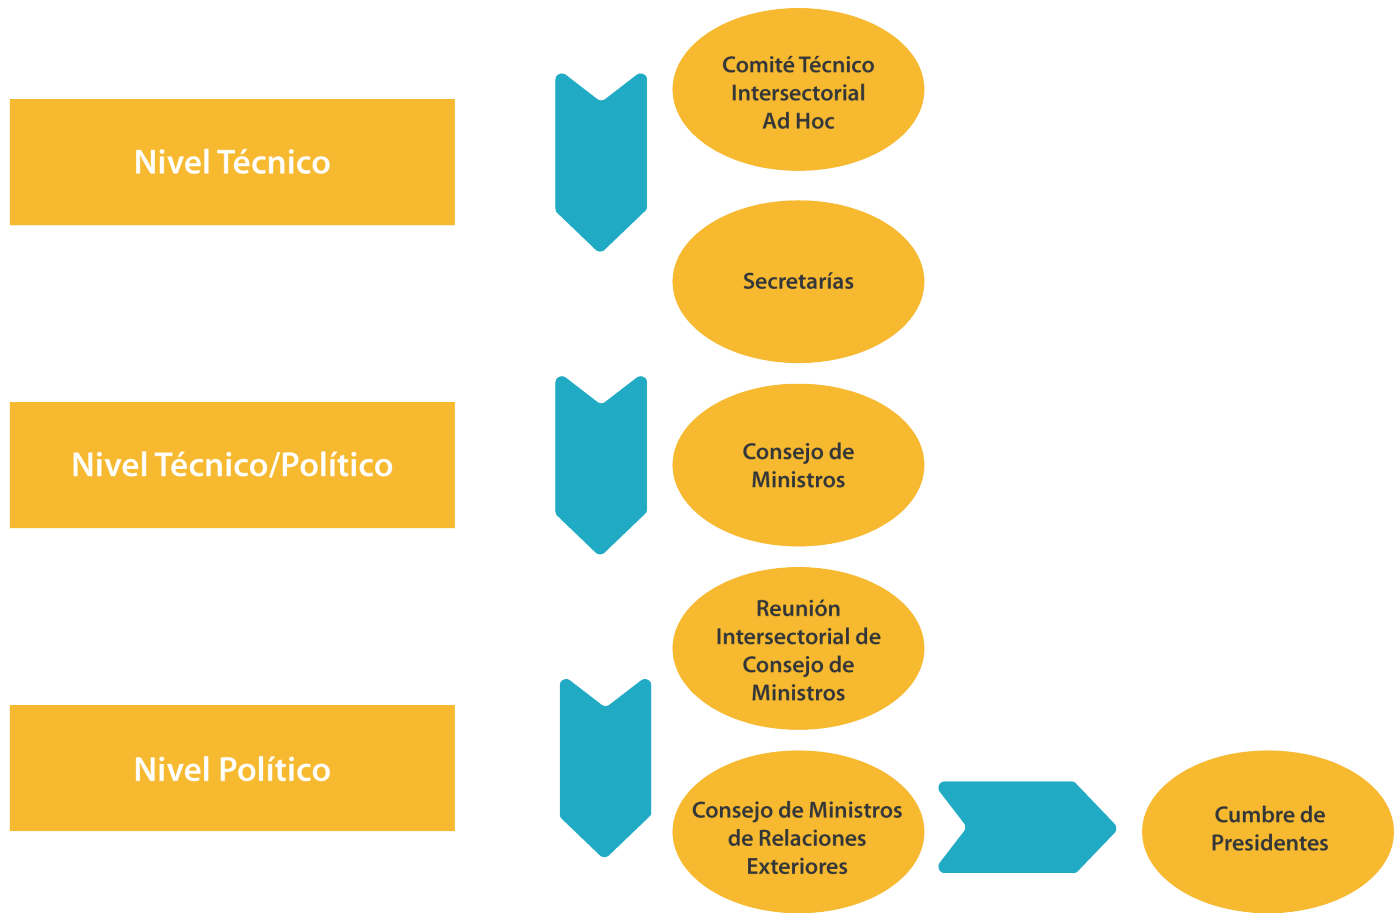 Comité Técnico
Intersectorial
Ad Hoc
Nivel Técnico
Secretarías
Nivel Técnico/Político
Consejo de
Ministros
Reunión
Intersectorial de
Consejo de
Ministros
Nivel Político
Consejo de Ministros
de Relaciones
Exteriores
Cumbre de
Presidentes